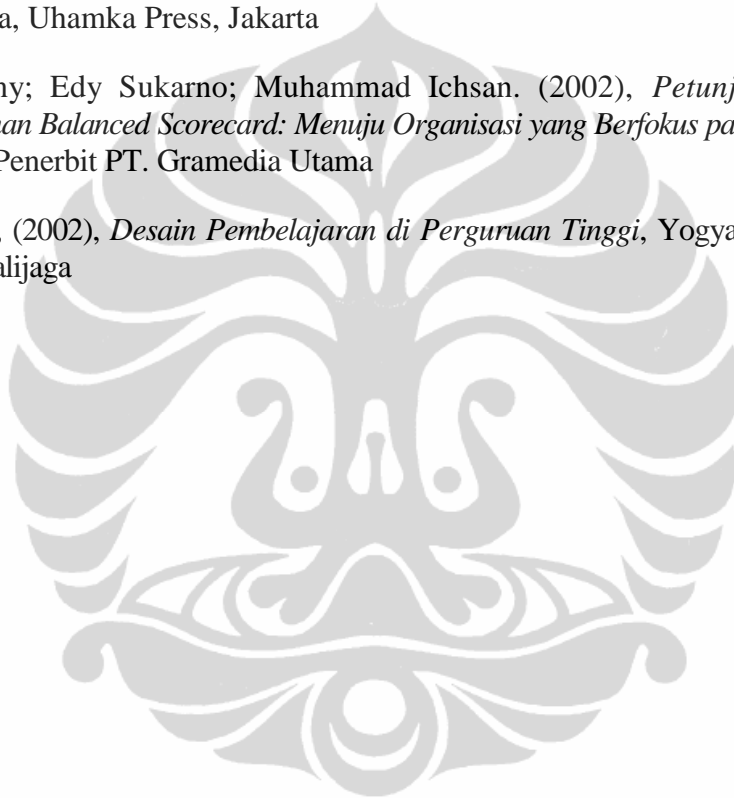 a, Uhamka Press, Jakarta
ny; Edy Sukarno; Muhammad Ichsan. (2002), Petunj
nan Balanced Scorecard: Menuju Organisasi yang Berfokus pa
Penerbit PT. Gramedia Utama
, (2002), Desain Pembelajaran di Perguruan Tinggi, Yogya
alijaga